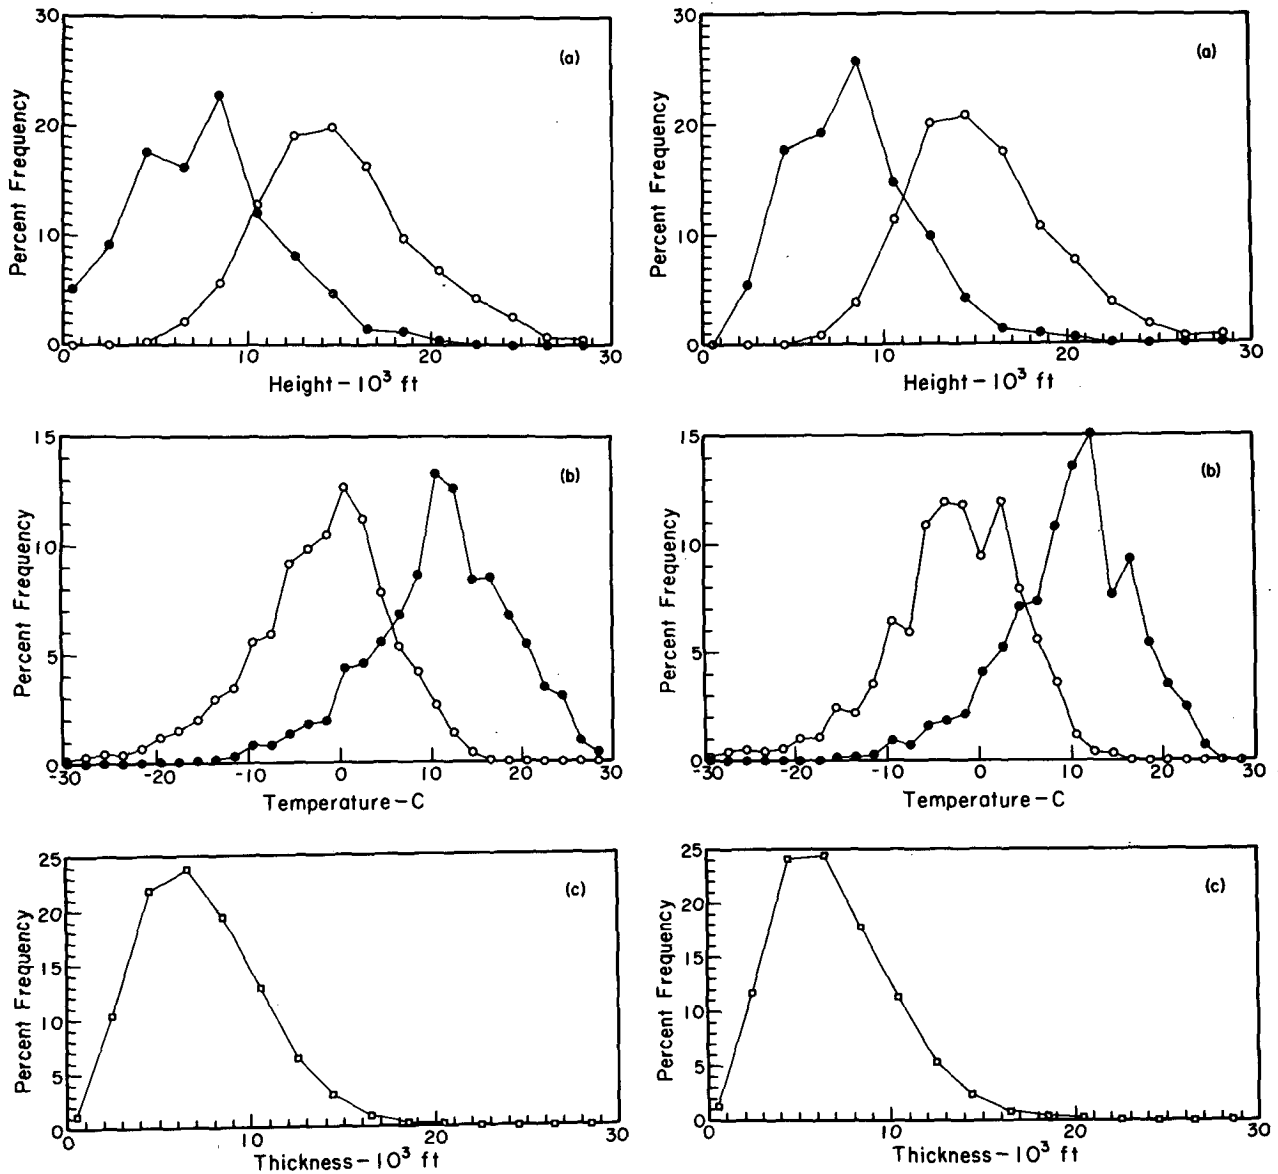 30
20
10
0
Percent Frequency
(a)
0 10 20 30
Height – 10³ ft
30
20
10
0
Percent Frequency
(a)
0 10 20 30
Height – 10³ ft
15
10
5
0
Percent Frequency
(b)
-30 -20 -10 0 10 20 30
Temperature – C
15
10
5
0
Percent Frequency
(b)
-30 -20 -10 0 10 20 30
Temperature – C
25
20
15
10
5
0
Percent Frequency
(c)
0 10 20 30
Thickness – 10³ ft
25
20
15
10
5
0
Percent Frequency
(c)
0 10 20 30
Thickness – 10³ ft